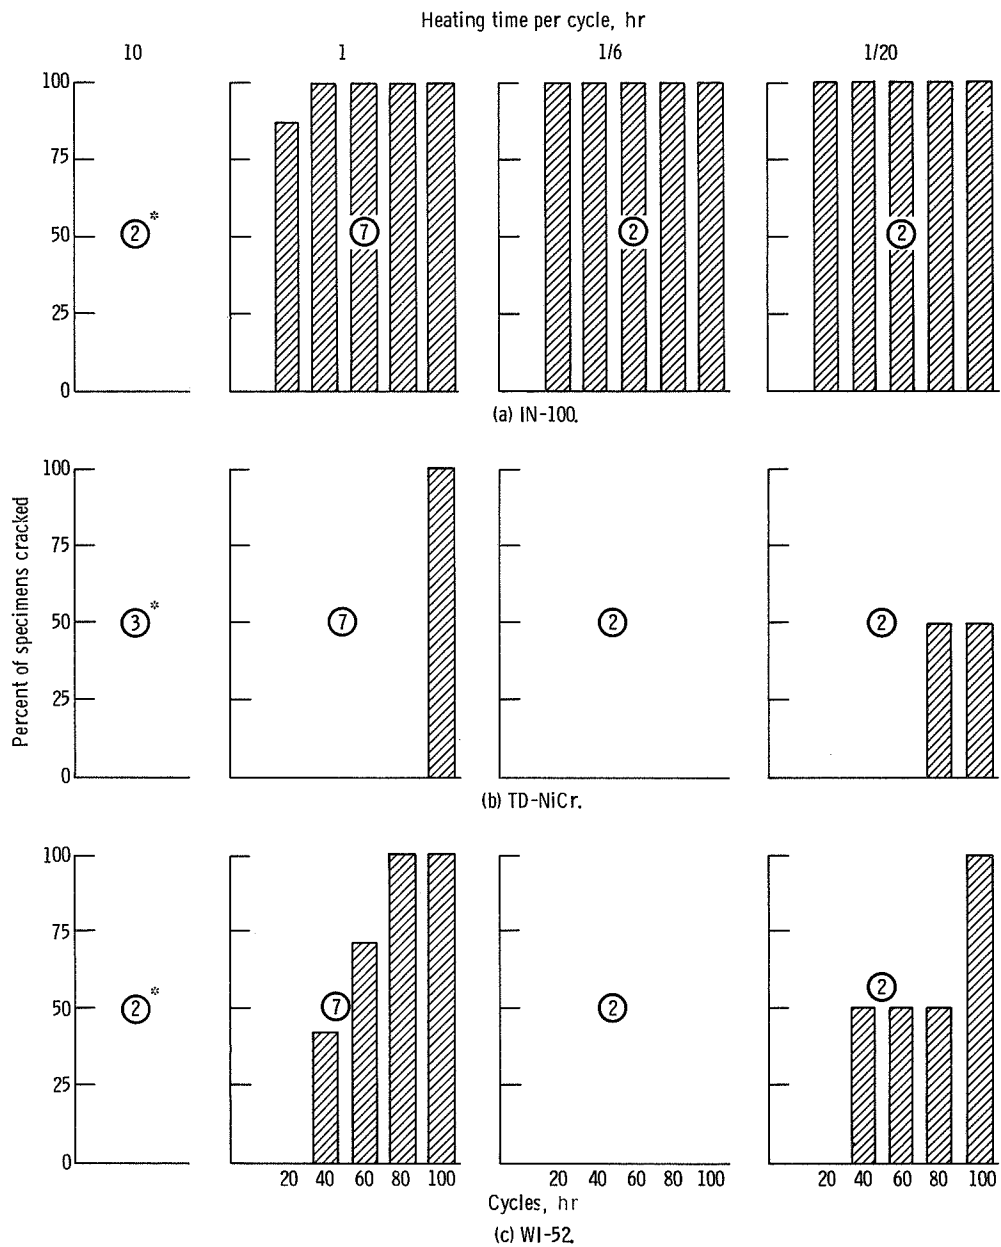 Heating time per cycle, hr
10 1 1/6 1/20
100
75
50
25
0
2 * 7 2 2
(a) IN-100.
Percent of specimens cracked
100
75
50
25
0
3 * 7 2 2
(b) TD-NiCr.
100
75
50
25
0
2 * 7 2 2
20 40 60 80 100 20 40 60 80 100 20 40 60 80 100
Cycles, hr
(c) WI-52.